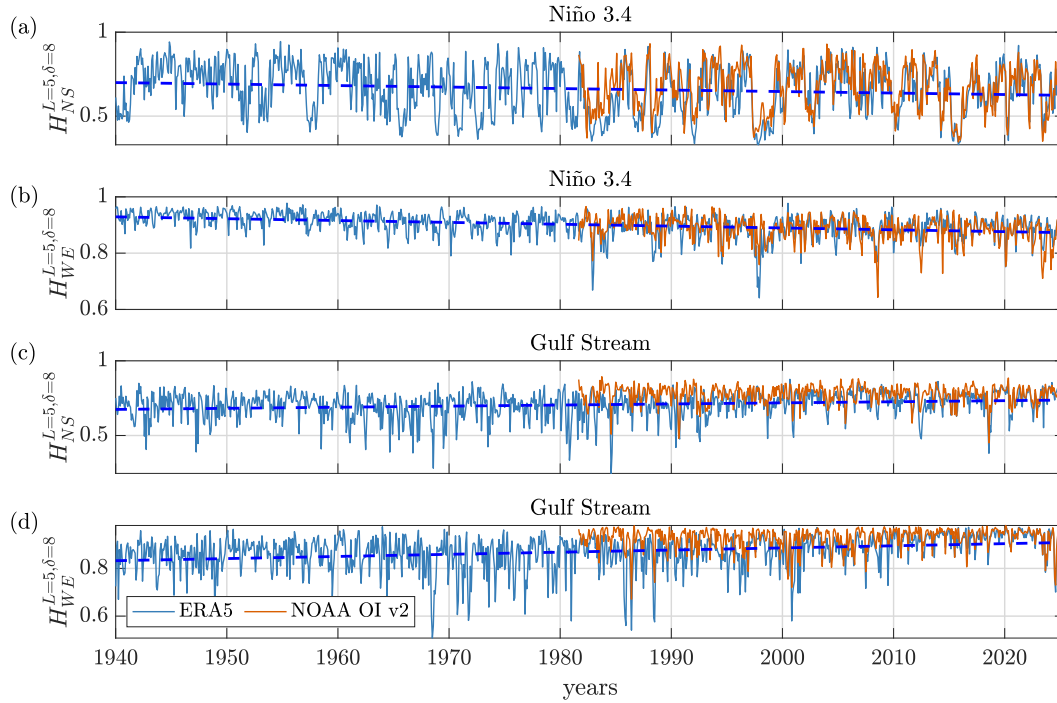 Niño 3.4
(a)
1
0.5
H_{NS}^{L=5,δ=8}
Niño 3.4
(b)
1
0.8
0.6
H_{WE}^{L=5,δ=8}
Gulf Stream
(c)
1
0.5
H_{NS}^{L=5,δ=8}
Gulf Stream
(d)
0.8
0.6
H_{WE}^{L=5,δ=8}
ERA5 NOAA OI v2
1940 1950 1960 1970 1980 1990 2000 2010 2020
years